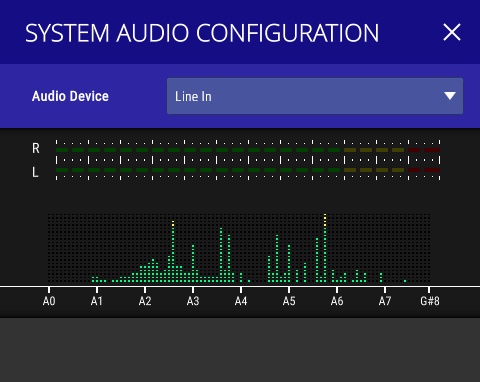 SYSTEM AUDIO CONFIGURATION
Audio Device
Line In
R
L
A0 A1 A2 A3 A4 A5 A6 A7 G#8